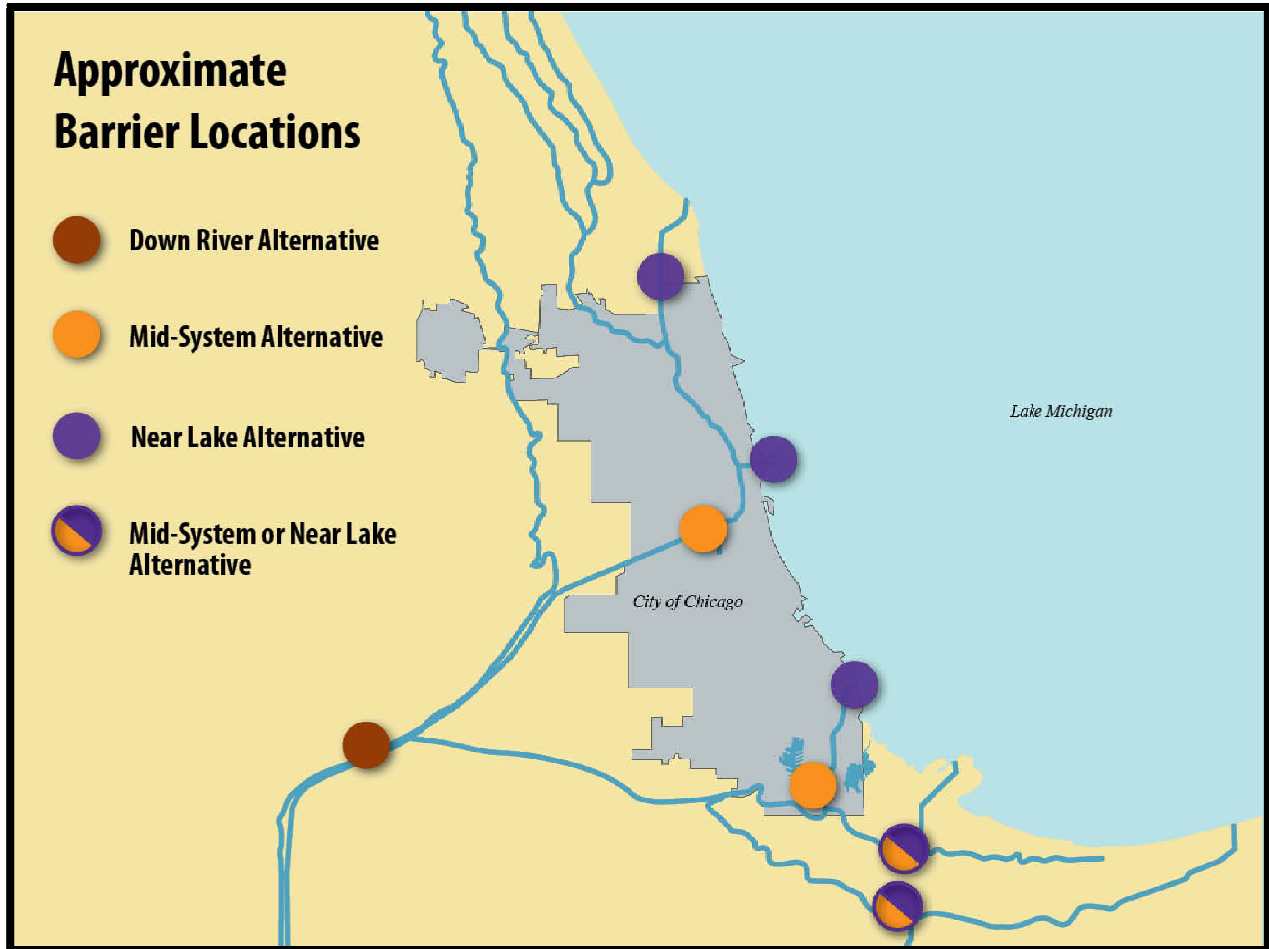 Approximate
Barrier Locations
Down River Alternative
Mid-System Alternative
Near Lake Alternative
Mid-System or Near Lake
Alternative
Lake Michigan
City of Chicago